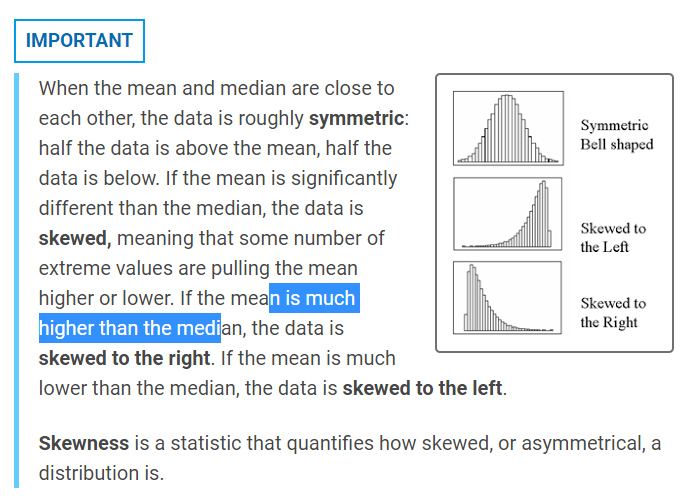 IMPORTANT
When the mean and median are close to
each other, the data is roughly symmetric:
half the data is above the mean, half the
data is below. If the mean is significantly
different than the median, the data is
skewed, meaning that some number of
extreme values are pulling the mean
higher or lower. If the mean is much
higher than the median, the data is
skewed to the right. If the mean is much
lower than the median, the data is skewed to the left.
Symmetric
Bell shaped
Skewed to
the Left
Skewed to
the Right
Skewness is a statistic that quantifies how skewed, or asymmetrical, a
distribution is.